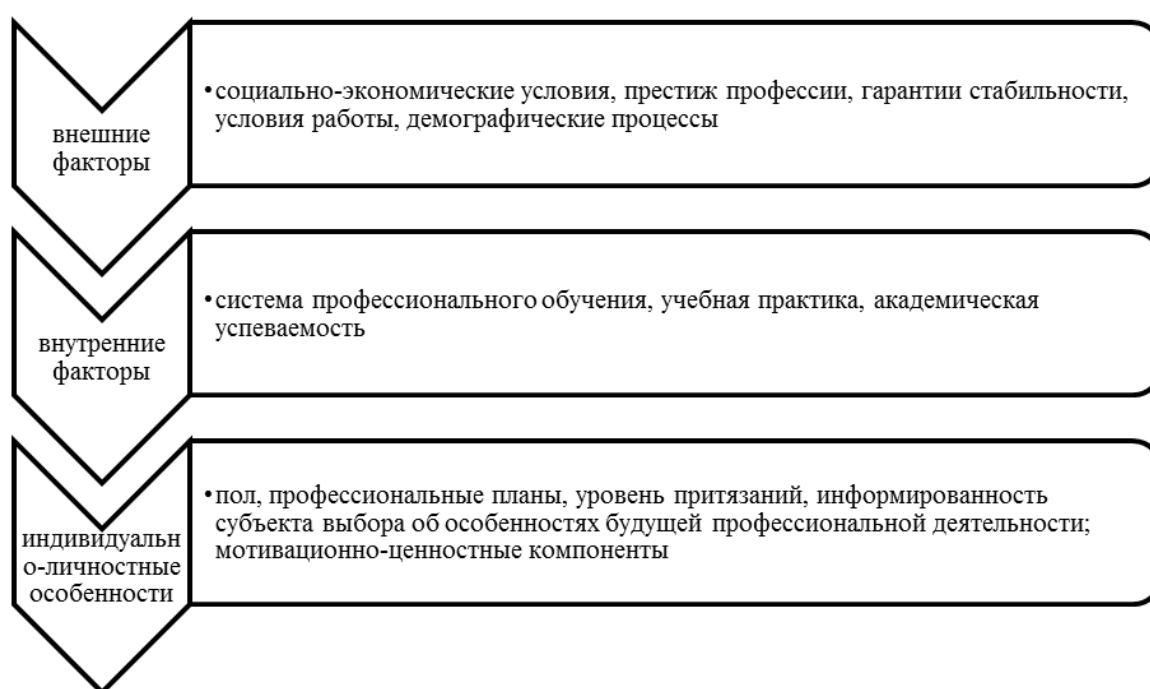 внешние
факторы
•социально-экономические условия, престиж профессии, гарантии стабильности,
условия работы, демографические процессы
внутренние
факторы
•система профессионального обучения, учебная практика, академическая
успеваемость
индивидуальн
о-личностные
особенности
•пол, профессиональные планы, уровень притязаний, информированность
субъекта выбора об особенностях будущей профессиональной деятельности;
мотивационно-ценностные компоненты